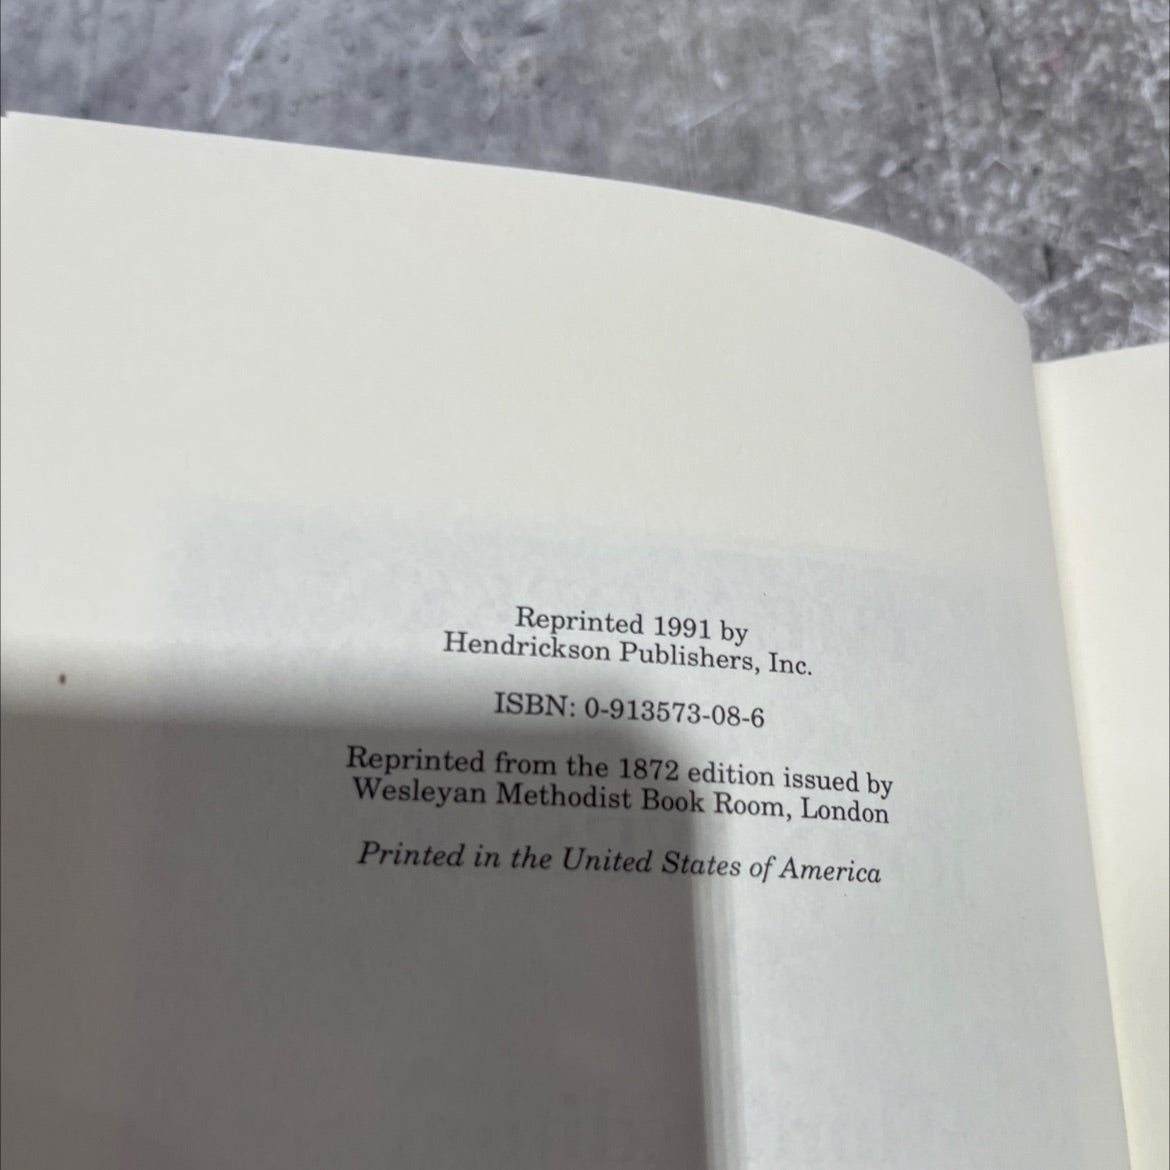 Reprinted 1991 by
Hendrickson Publishers, Inc.
ISBN: 0-913573-08-6
Reprinted from the 1872 edition issued by
Wesleyan Methodist Book Room, London
Printed in the United States of America